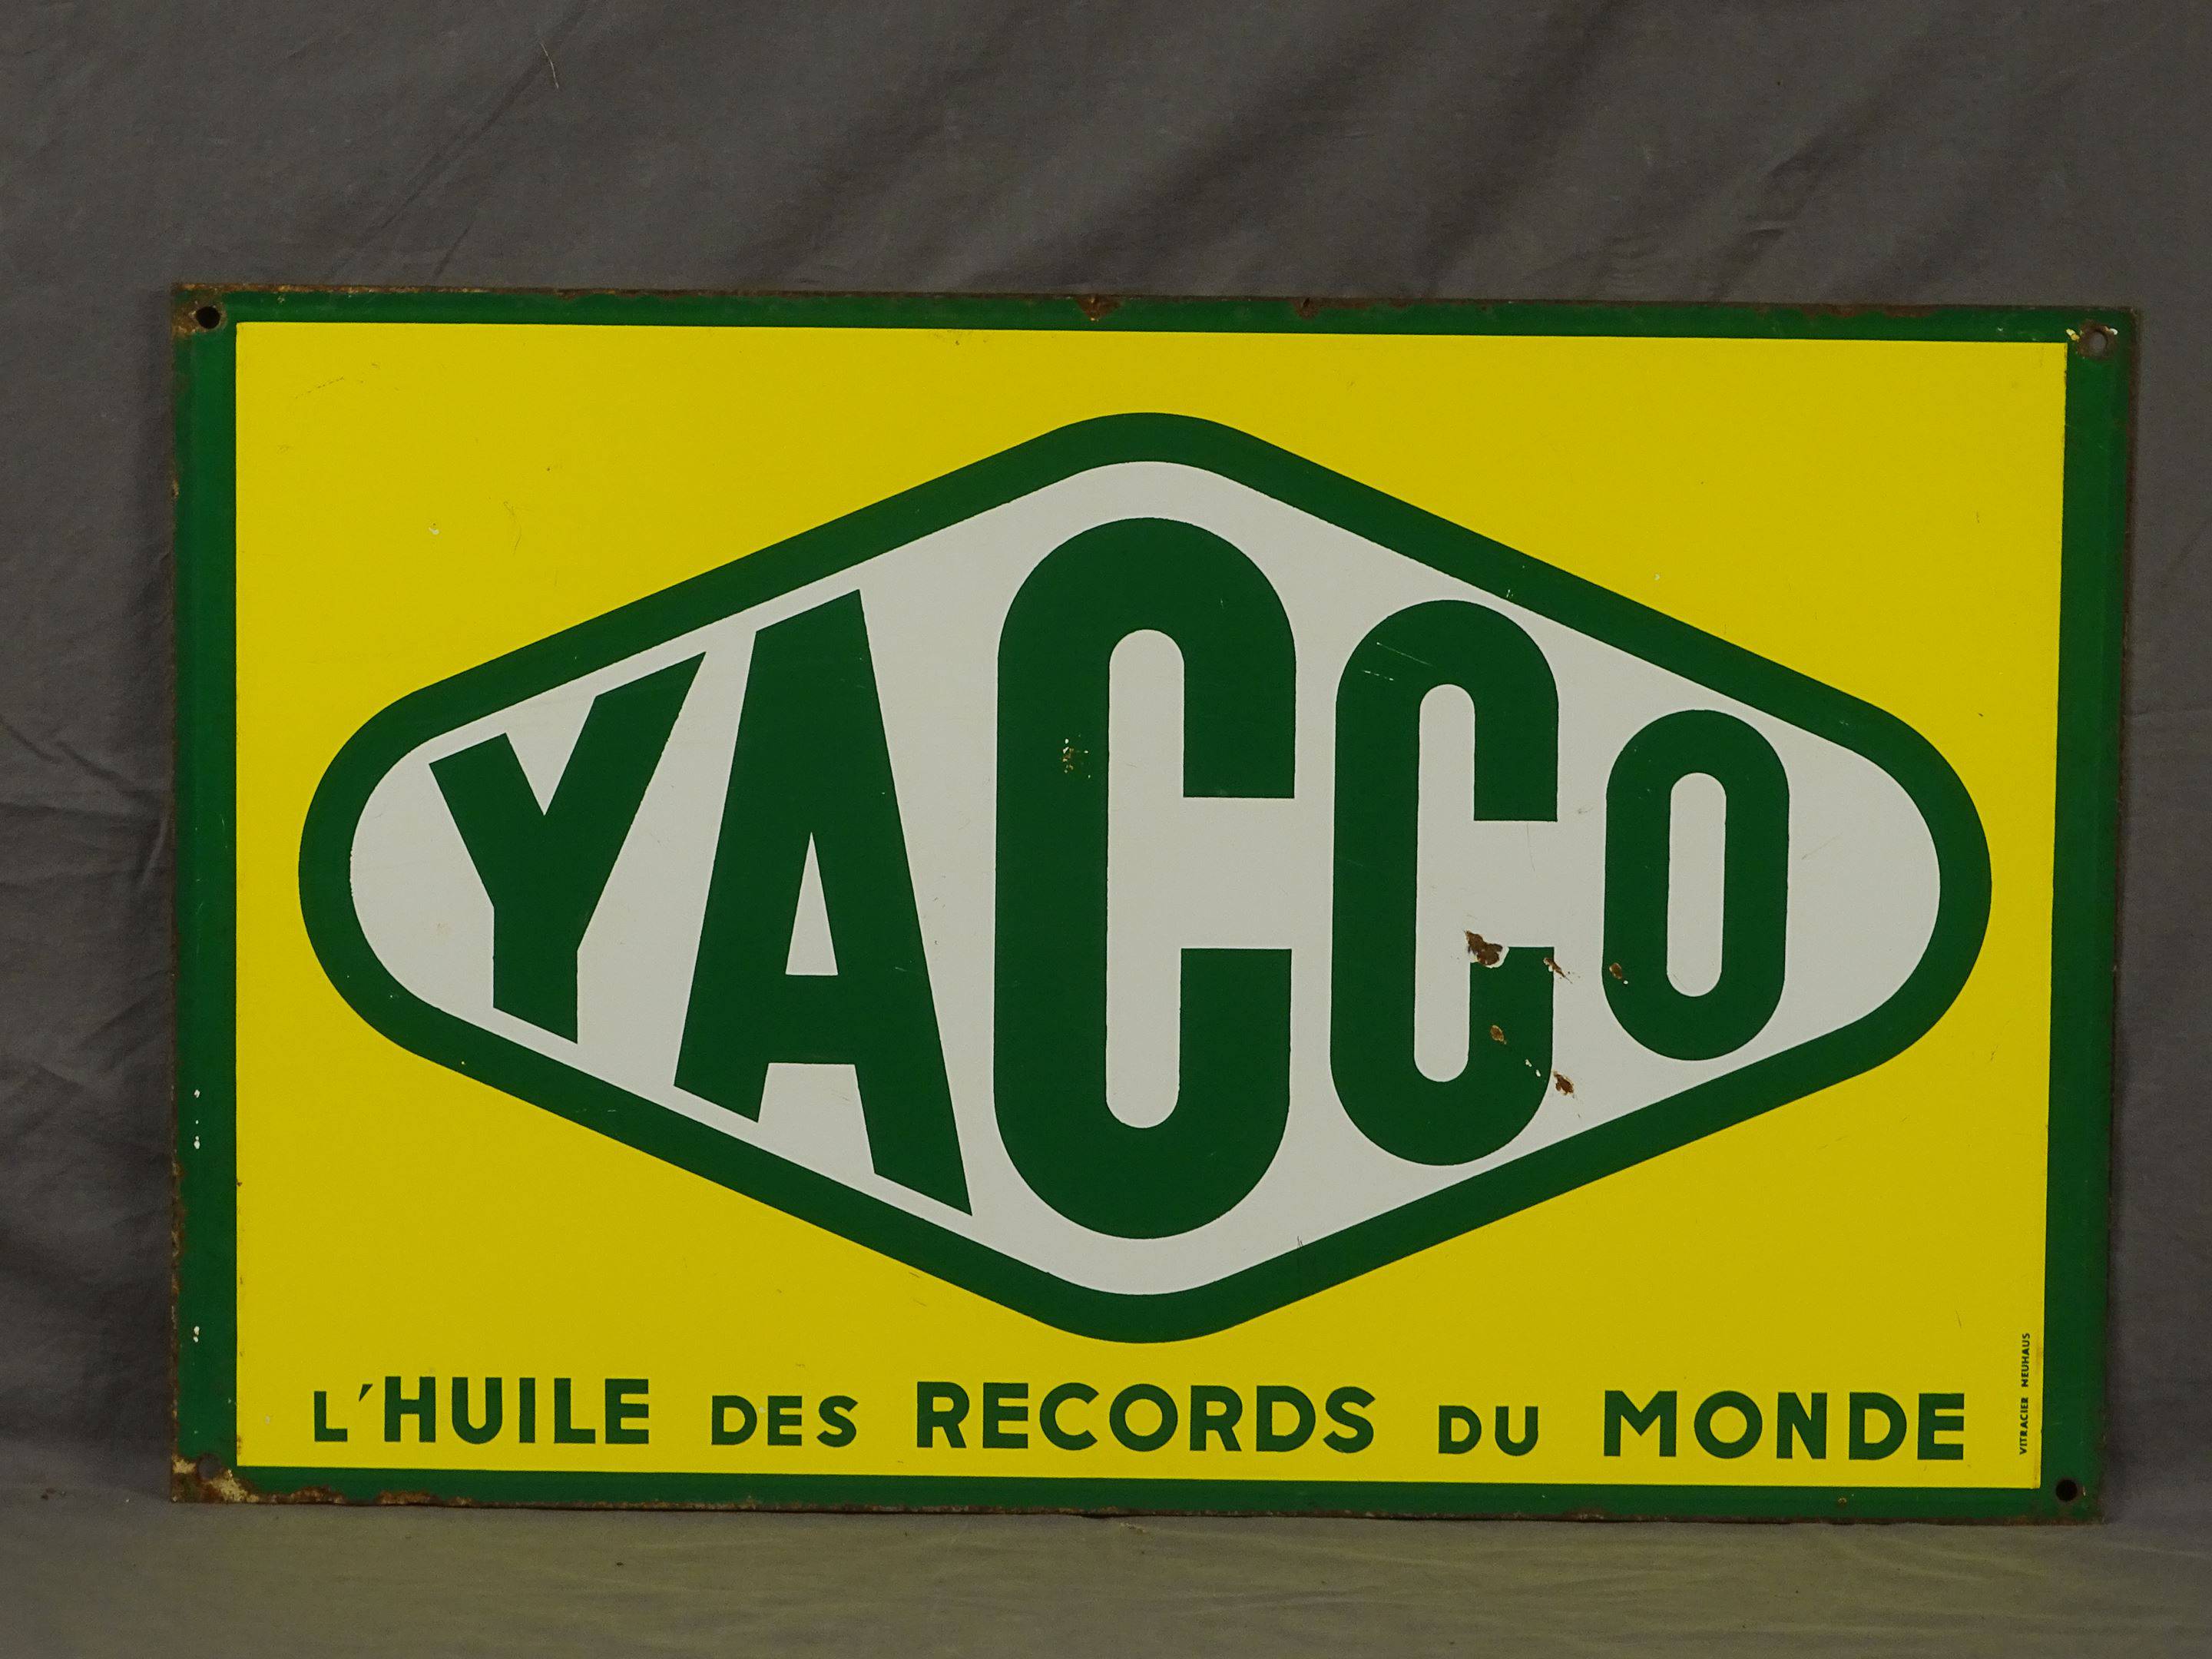 YACCO
L'HUILE DES RECORDS DU MONDE
VITRACIER NEUHAUS